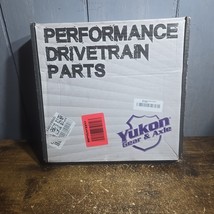 PERFORMANCE
DRIVETRAIN
PARTS
Yukon
Gear & Axle